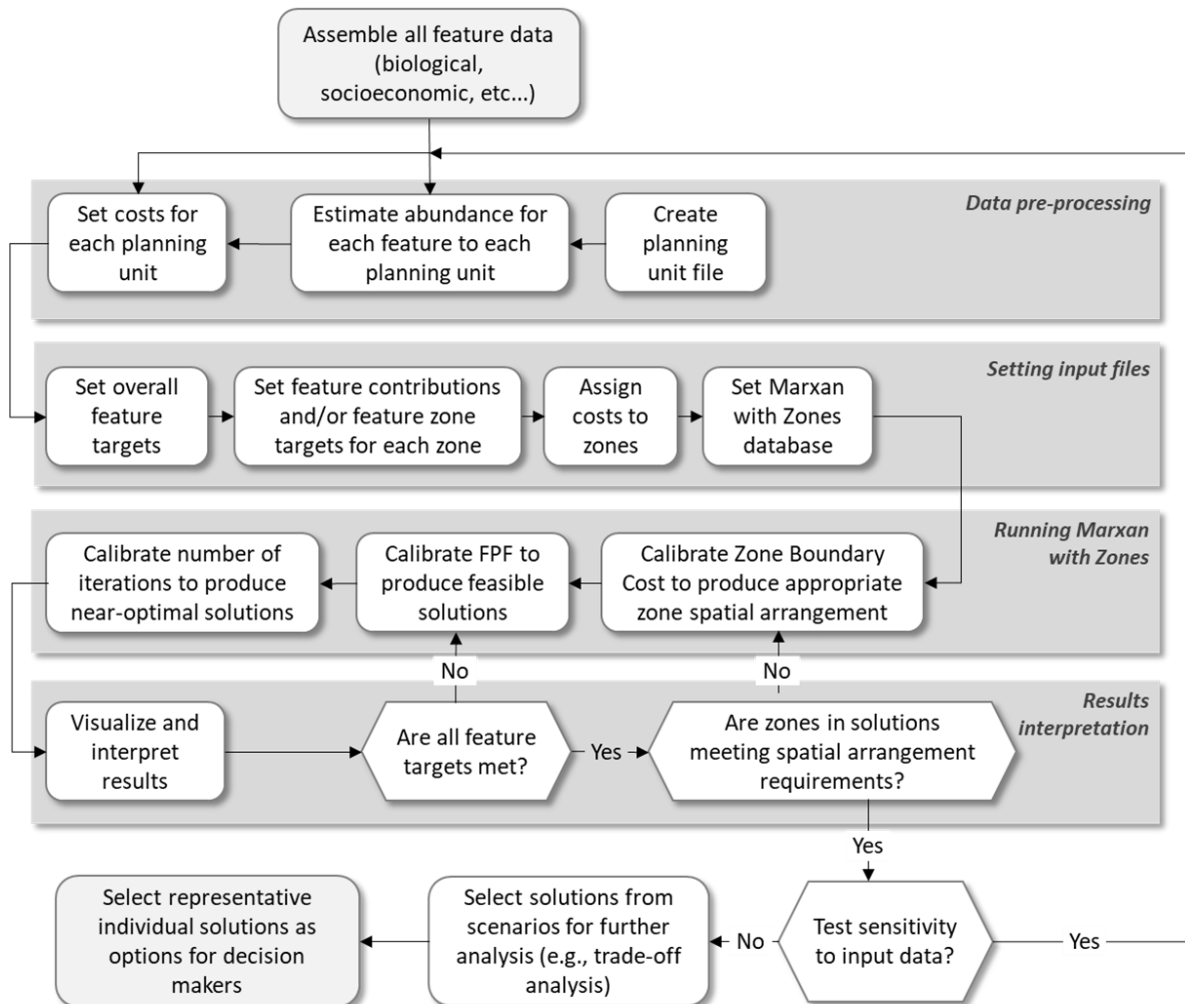 Assemble all feature data
(biological,
socioeconomic, etc...)
Data pre-processing
Set costs for
each planning
unit
Estimate abundance for
each feature to each
planning unit
Create
planning
unit file
Setting input files
Set overall
feature
targets
Set feature contributions
and/or feature zone
targets for each zone
Assign
costs to
zones
Set Marxan
with Zones
database
Running Marxan
with Zones
Calibrate number of
iterations to produce
near-optimal solutions
Calibrate FPF to
produce feasible
solutions
Calibrate Zone Boundary
Cost to produce appropriate
zone spatial arrangement
No
No
Results
interpretation
Visualize and
interpret
results
Are all feature
targets met?
Yes
Are zones in solutions
meeting spatial arrangement
requirements?
Yes
Select representative
individual solutions as
options for decision
makers
Select solutions from
scenarios for further
analysis (e.g., trade-off
analysis)
No
Test sensitivity
to input data?
Yes